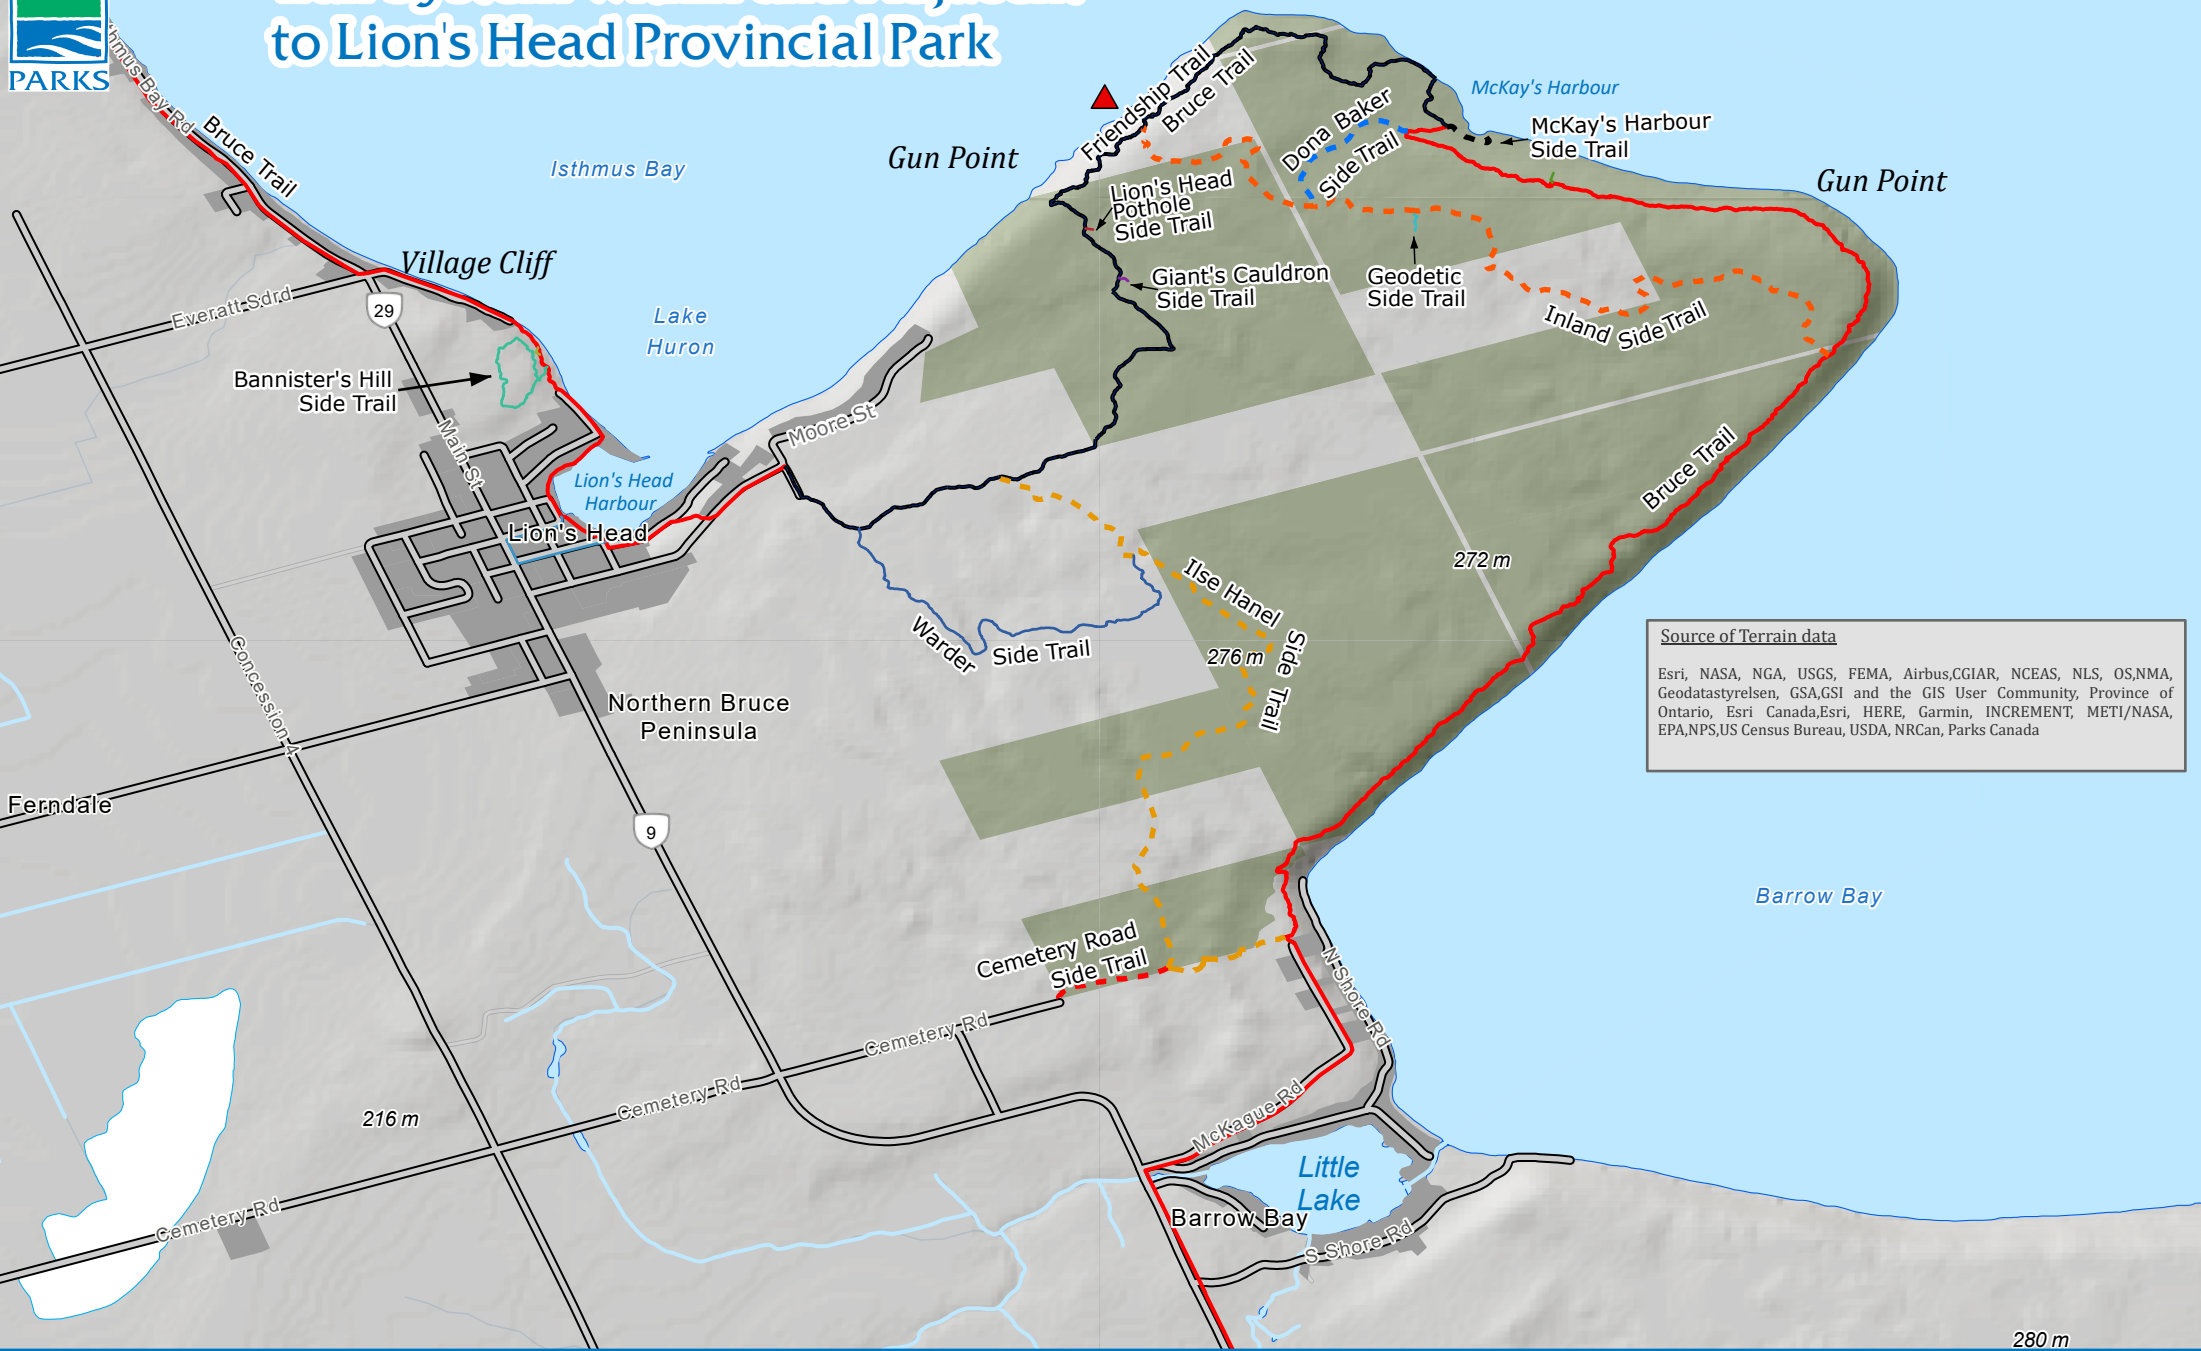 PARKS
to Lion's Head Provincial Park
Isthmus Bay Rd
Bruce Trail
Isthmus Bay
Gun Point
Friendship Trail
Bruce Trail
Dona Baker
Side Trail
McKay's Harbour
McKay's Harbour
Side Trail
Gun Point
Lion's Head
Pothole
Side Trail
Village Cliff
Everatt Sdrd
29
Lake
Huron
Giant's Cauldron
Side Trail
Geodetic
Side Trail
Inland Side Trail
Bannister's Hill
Side Trail
Main St
Moore St
Lion's Head
Harbour
Lion's Head
Bruce Trail
272 m
Ilse Hanel
Side Trail
276 m
Warder
Side Trail
Concession 4
Northern Bruce
Peninsula
Source of Terrain data
Esri, NASA, NGA, USGS, FEMA, Airbus,CGIAR, NCEAS, NLS, OS,NMA,
Geodatastyrelsen, GSA,GSI and the GIS User Community, Province of
Ontario, Esri Canada,Esri, HERE, Garmin, INCREMENT, METI/NASA,
EPA,NPS,US Census Bureau, USDA, NRCan, Parks Canada
Ferndale
9
Barrow Bay
Cemetery Road
Side Trail
N Shore Rd
Cemetery Rd
Cemetery Rd
216 m
McKague Rd
Little
Lake
Barrow Bay
Cemetery Rd
S Shore Rd
280 m